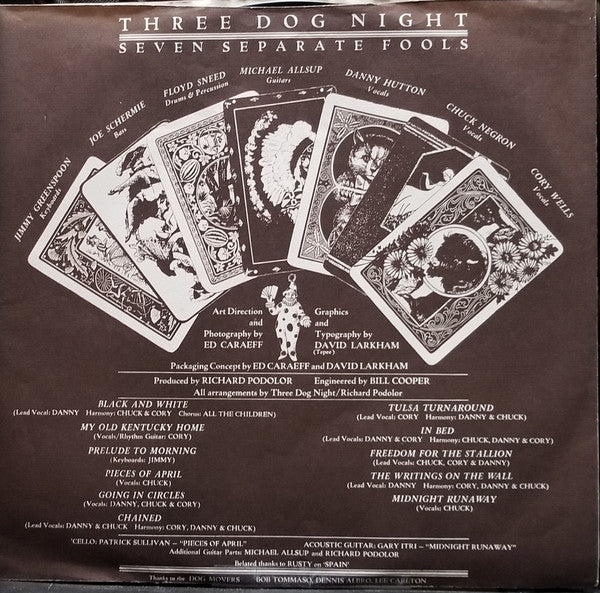 THREE DOG NIGHT
SEVEN SEPARATE FOOLS
JIMMY GREENSPOON
Keyboards
JOE SCHERMIE
Bass
FLOYD SNEED
Drums & Percussion
MICHAEL ALLSUP
Guitars
DANNY HUTTON
Vocals
CHUCK NEGRON
Vocals
CORY WELLS
Vocals
Art Direction
and
Photography by
ED CARAEFF
Graphics
and
Typography by
DAVID LARKHAM
(Tepee)
Packaging Concept by ED CARAEFF and DAVID LARKHAM
Produced by RICHARD PODOLOR Engineered by BILL COOPER
All arrangements by Three Dog Night/Richard Podolor
BLACK AND WHITE
(Lead Vocal: DANNY Harmony: CHUCK & CORY Chorus: ALL THE CHILDREN)
MY OLD KENTUCKY HOME
(Vocals/Rhythm Guitar: CORY)
PRELUDE TO MORNING
(Keyboards: JIMMY)
PIECES OF APRIL
(Vocals: CHUCK)
GOING IN CIRCLES
(Vocals: DANNY, CHUCK & CORY)
CHAINED
(Lead Vocals: DANNY & CHUCK Harmony: CORY, DANNY & CHUCK)
TULSA TURNAROUND
(Lead Vocal: CORY Harmony: DANNY & CHUCK)
IN BED
(Lead Vocals: DANNY & CORY Harmony: CHUCK, DANNY & CORY)
FREEDOM FOR THE STALLION
(Lead Vocals: CHUCK, CORY & DANNY)
THE WRITINGS ON THE WALL
(Lead Vocals: DANNY Harmony: CORY, DANNY & CHUCK)
MIDNIGHT RUNAWAY
(Vocals: CHUCK)
'CELLO: PATRICK SULLIVAN – "PIECES OF APRIL" ACOUSTIC GUITAR: GARY ITRI – "MIDNIGHT RUNAWAY"
Additional Guitar Parts: MICHAEL ALLSUP and RICHARD PODOLOR
Belated thanks to RUSTY on 'SPAIN'
Thanks to the DOG MOVERS BOB TOMMASO, DENNIS ALBRO, LEE CARLTON